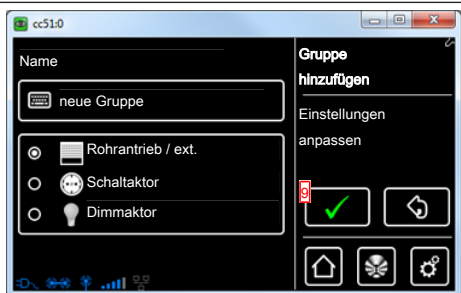 cc51:0
Name
neue Gruppe
Rohrantrieb / ext.
Schaltaktor
Dimmaktor
Gruppe
hinzufügen
Einstellungen
anpassen
9